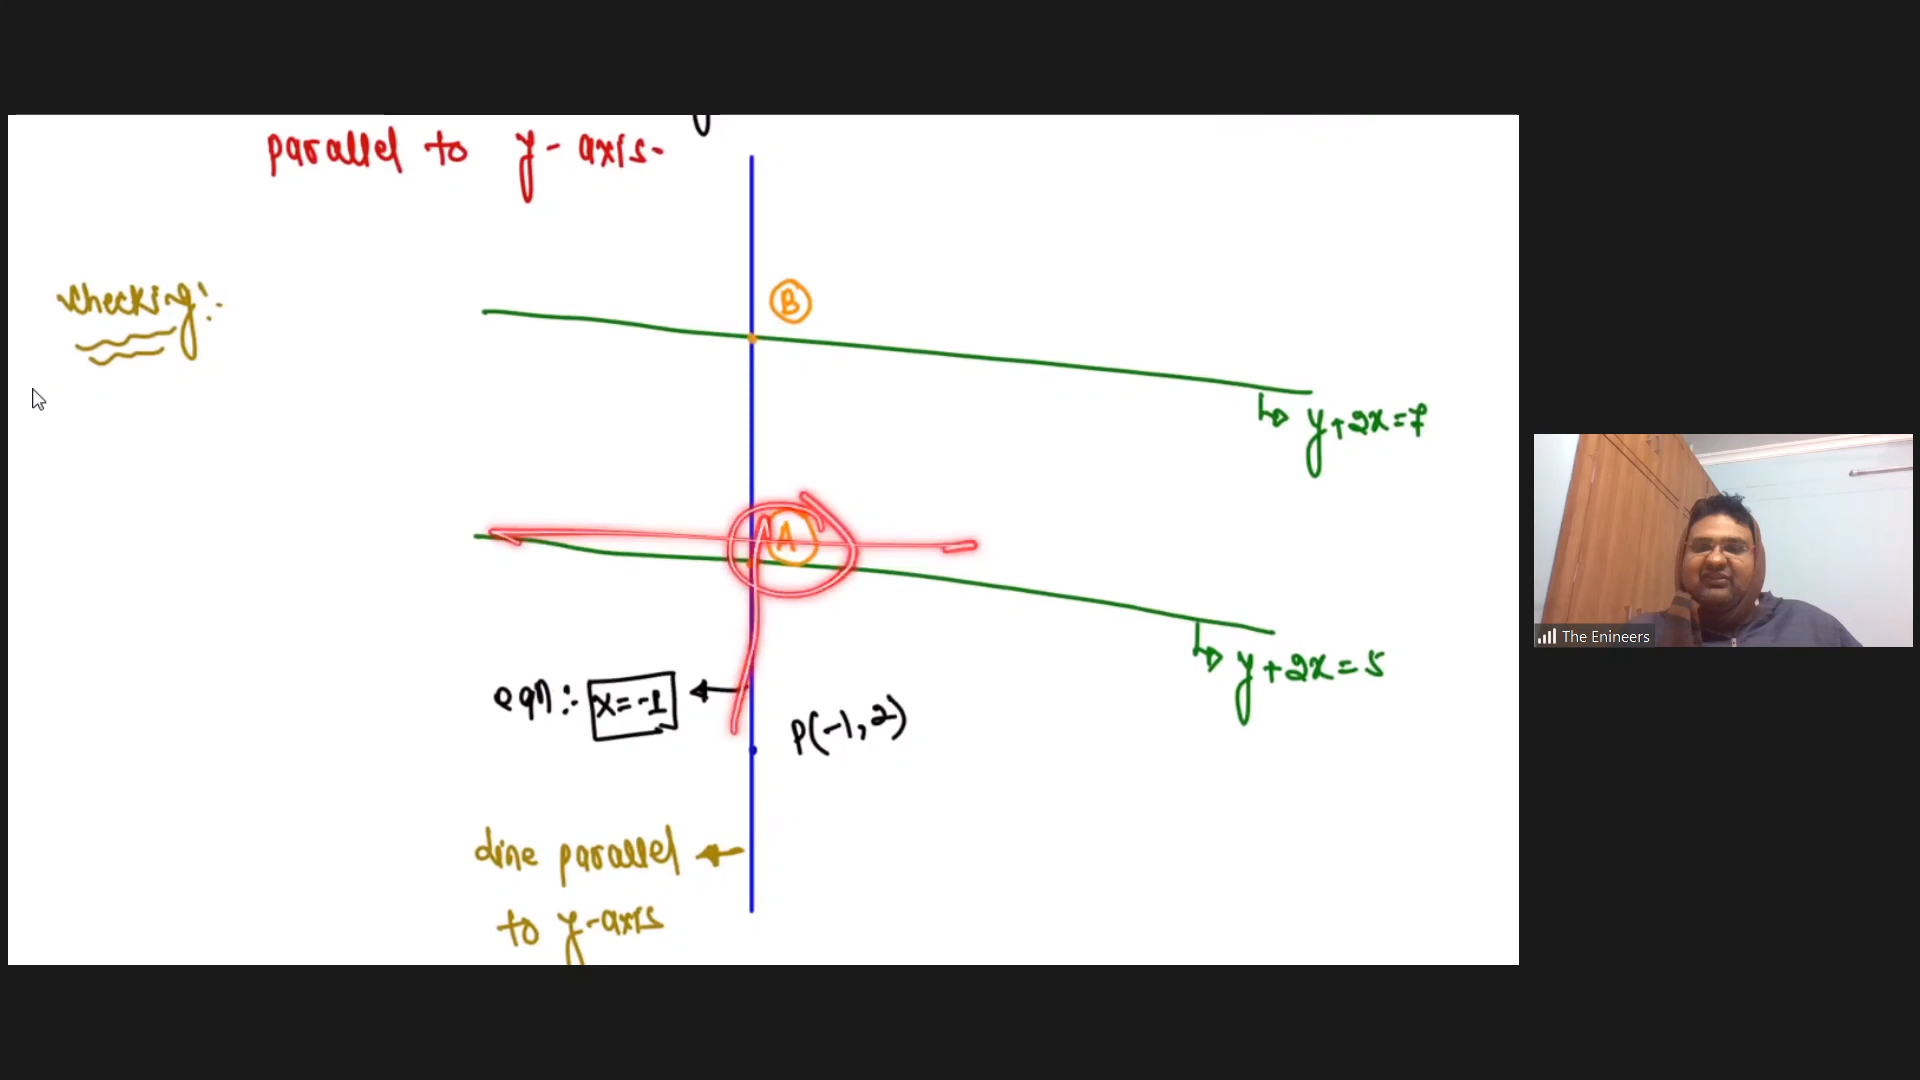 parallel to y-axis-
checking:-
B
y+2x=7
A
y+2x=5
eqn:- x=-1
P(-1,2)
The Enineers
line parallel
to y-axis